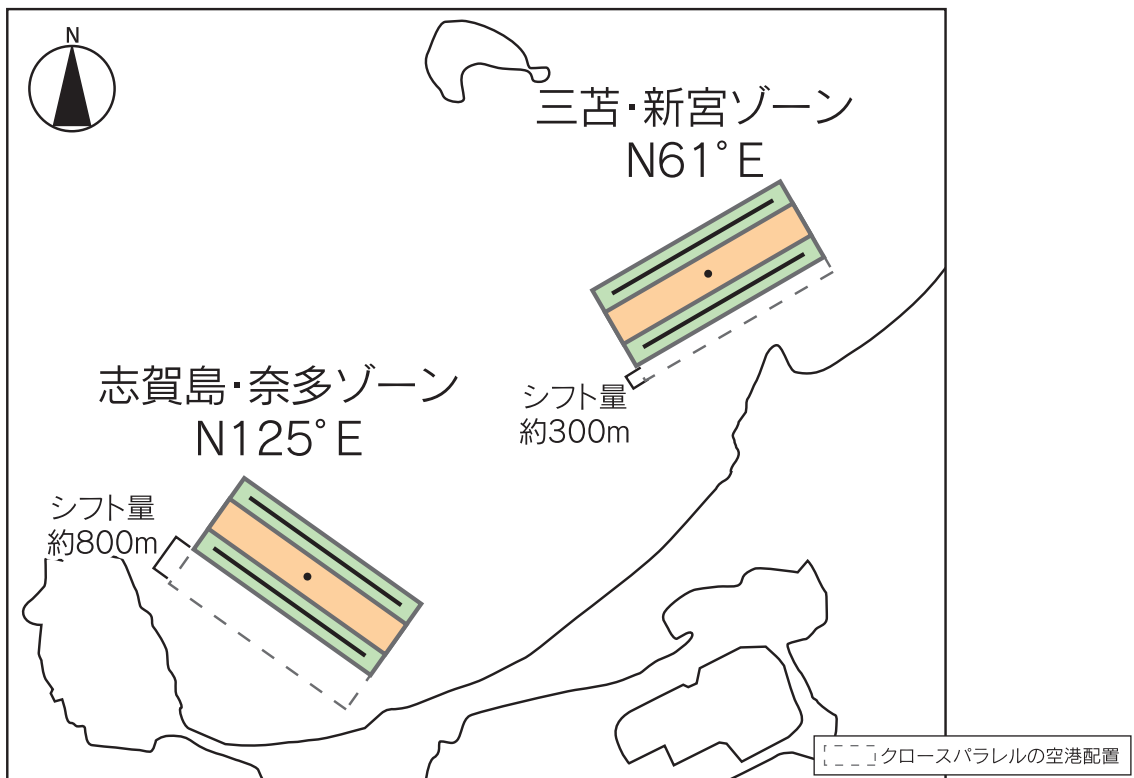 N
三苫・新宮ゾーン
N61°E
シフト量
約300m
志賀島・奈多ゾーン
N125°E
シフト量
約800m
クロースパラレルの空港配置